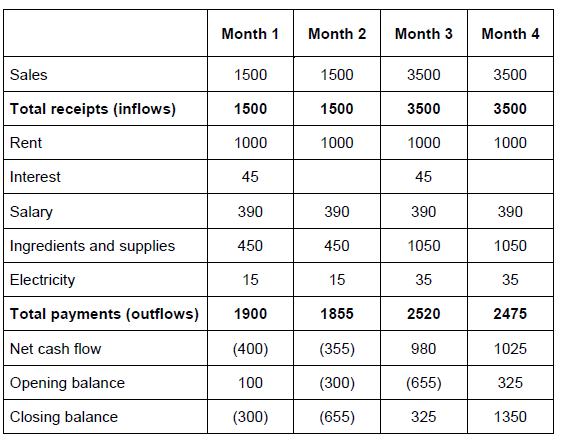 Month 1 Month 2 Month 3 Month 4
Sales 1500 1500 3500 3500
Total receipts (inflows) 1500 1500 3500 3500
Rent 1000 1000 1000 1000
Interest 45 45
Salary 390 390 390 390
Ingredients and supplies 450 450 1050 1050
Electricity 15 15 35 35
Total payments (outflows) 1900 1855 2520 2475
Net cash flow (400) (355) 980 1025
Opening balance 100 (300) (655) 325
Closing balance (300) (655) 325 1350